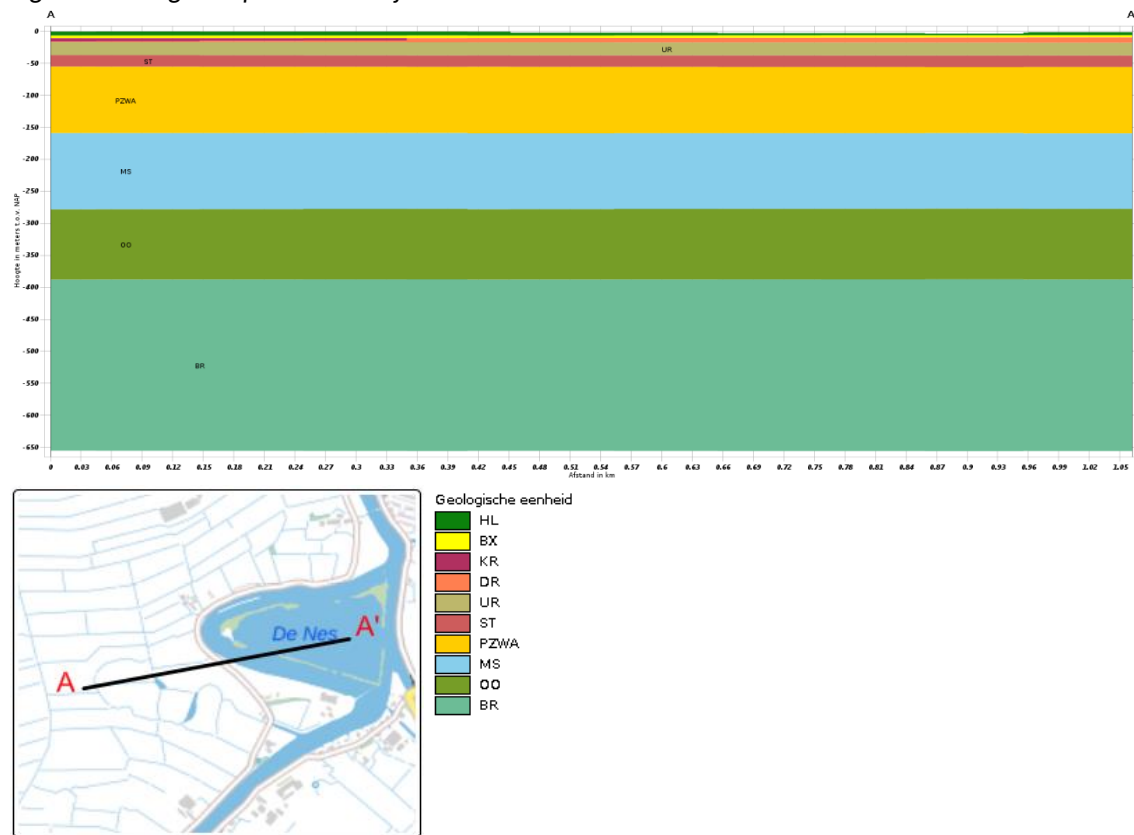 A A
0
UR
-50
ST
-100
PZWA
-150
-200
MS
-250
-300
OO
-350
-400
-450
-500
BR
-550
-600
-650
Hoogte in meters t.o.v. NAP
0 0.03 0.06 0.09 0.12 0.15 0.18 0.21 0.24 0.27 0.3 0.33 0.36 0.39 0.42 0.45 0.48 0.51 0.54 0.57 0.6 0.63 0.66 0.69 0.72 0.75 0.78 0.81 0.84 0.87 0.9 0.93 0.96 0.99 1.02 1.05
Afstand in km
De Nes
A'
A
Geologische eenheid
HL
BX
KR
DR
UR
ST
PZWA
MS
OO
BR